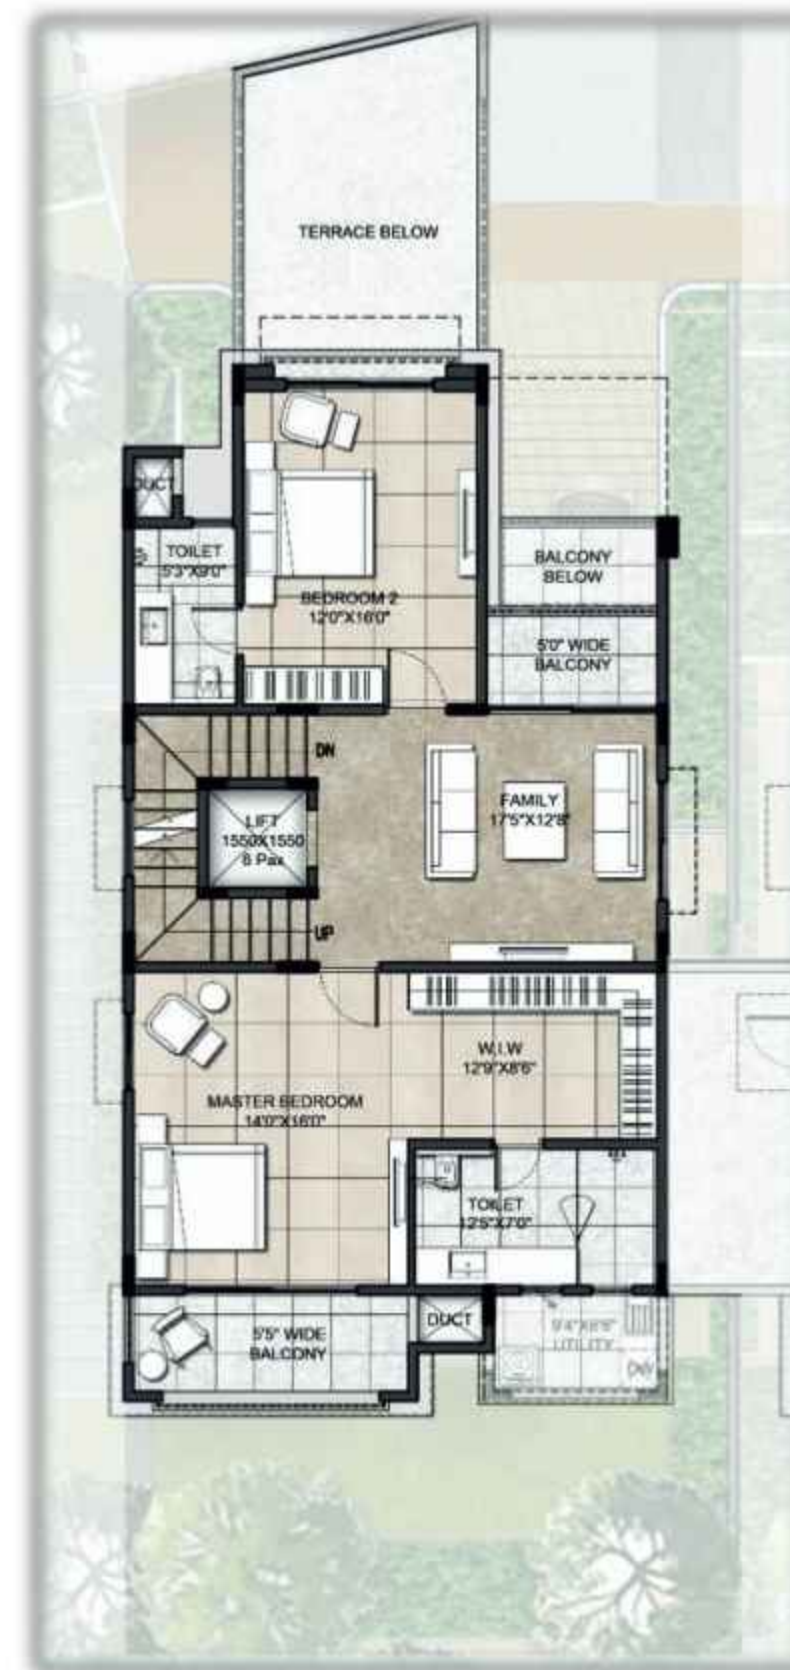 TERRACE BELOW
DUCT
TOILET
5'3"X9'0"
BEDROOM 2
12'0"X16'0"
BALCONY
BELOW
5'0" WIDE
BALCONY
DN
LIFT
1550X1550
8 Pax
FAMILY
17'5"X12'8"
UP
W.I.W
12'9"X8'6"
MASTER BEDROOM
14'0"X16'0"
TOILET
12'5"X7'0"
5'5" WIDE
BALCONY
DUCT
UTILITY